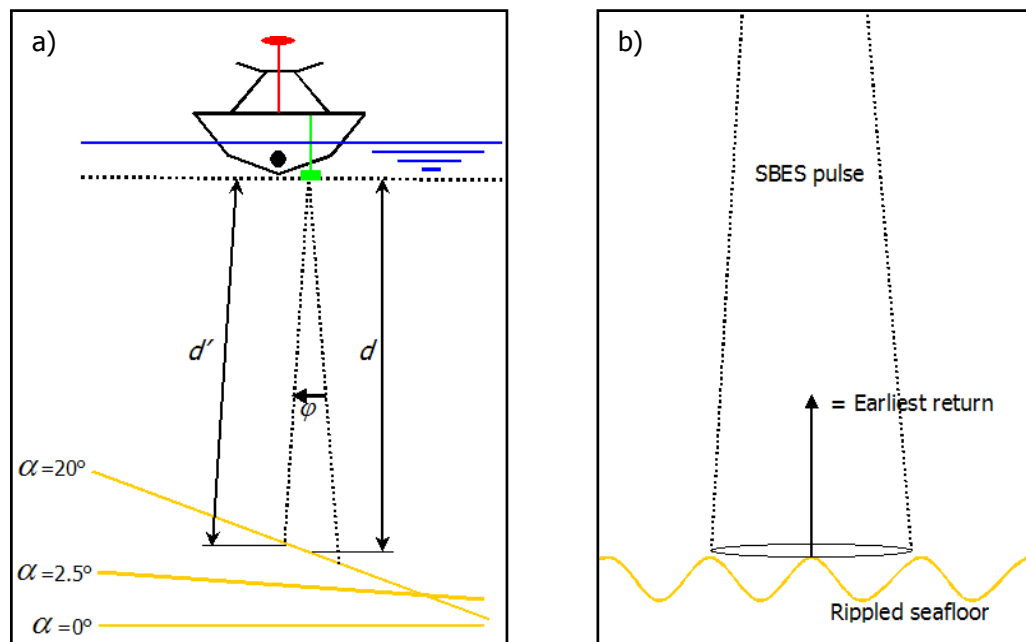 a)
d′
d
φ
α=20°
α=2.5°
α=0°
b)
SBES pulse
= Earliest return
Rippled seafloor